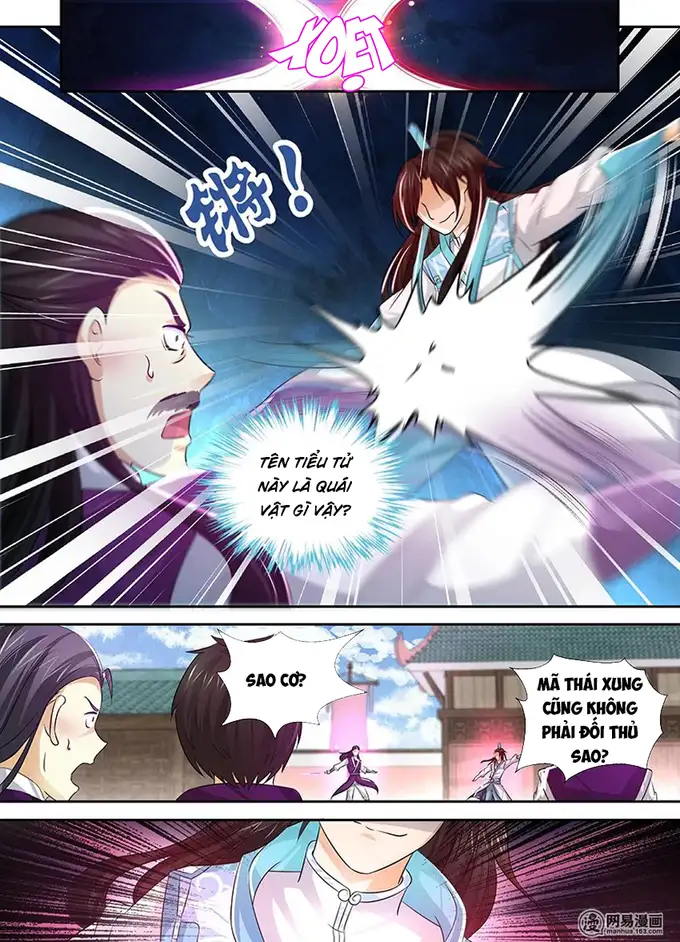 XOẸT
锵!
TÊN TIỂU TỬ
NÀY LÀ QUÁI
VẬT GÌ VẬY?
SAO CƠ?
MÃ THÁI XUNG
CŨNG KHÔNG
PHẢI ĐỐI THỦ
SAO?
网易漫画
manhua.163.com